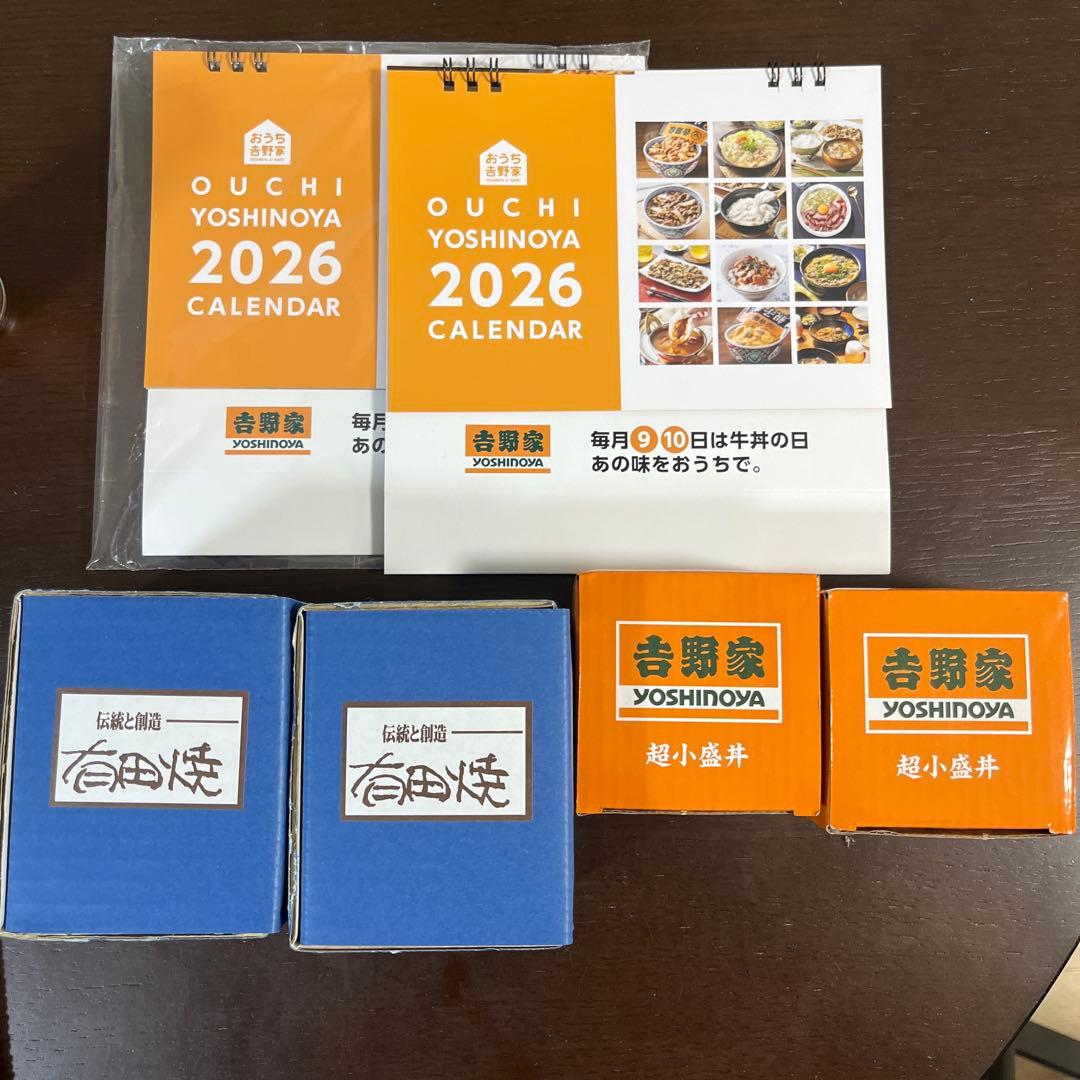 おうち
吉野家
OUCHI
YOSHINOYA
2026
CALENDAR
吉野家
YOSHINOYA
毎月
あの
おうち
吉野家
OUCHI
YOSHINOYA
2026
CALENDAR
吉野家
YOSHINOYA
毎月9 10日は牛丼の日
あの味をおうちで。
伝統と創造
有田焼
伝統と創造
有田焼
吉野家
YOSHINOYA
超小盛丼
吉野家
YOSHINOYA
超小盛丼